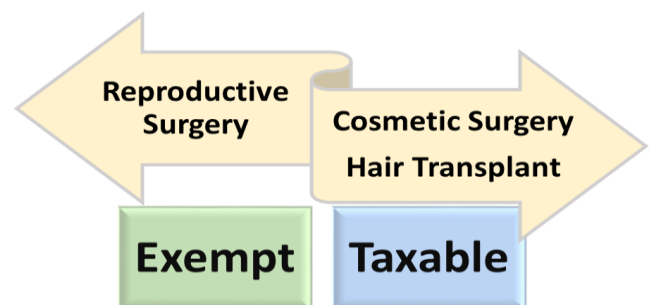 Reproductive
Surgery
Cosmetic Surgery
Hair Transplant
Exempt
Taxable